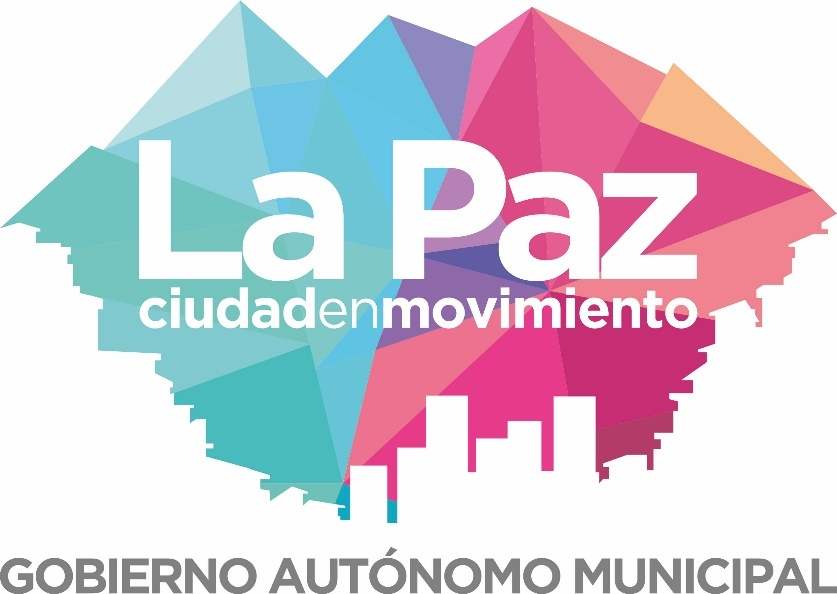 La Paz
ciudadenmovimiento
GOBIERNO AUTÓNOMO MUNICIPAL